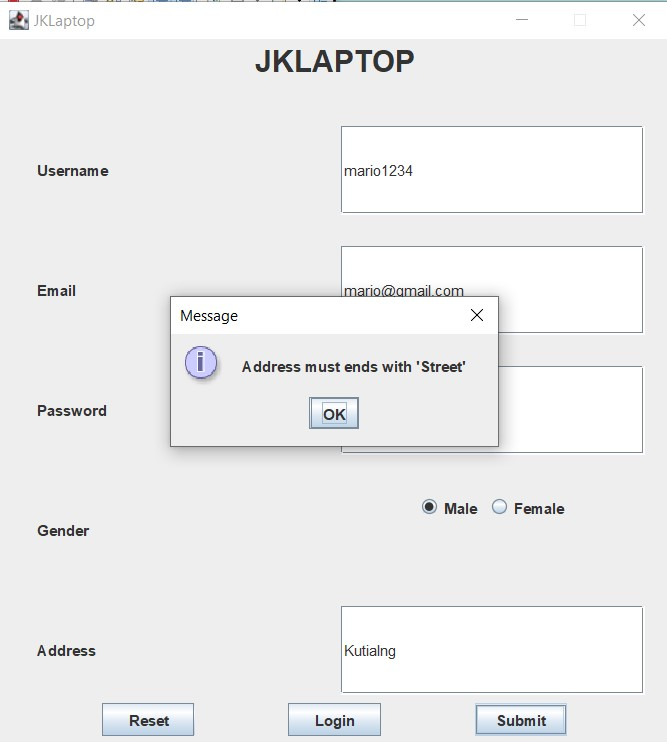 JKLaptop
JKLAPTOP
Username
mario1234
Email
mario@gmail.com
Message
Address must ends with 'Street'
OK
Password
Male Female
Gender
Address
Kutialng
Reset Login Submit